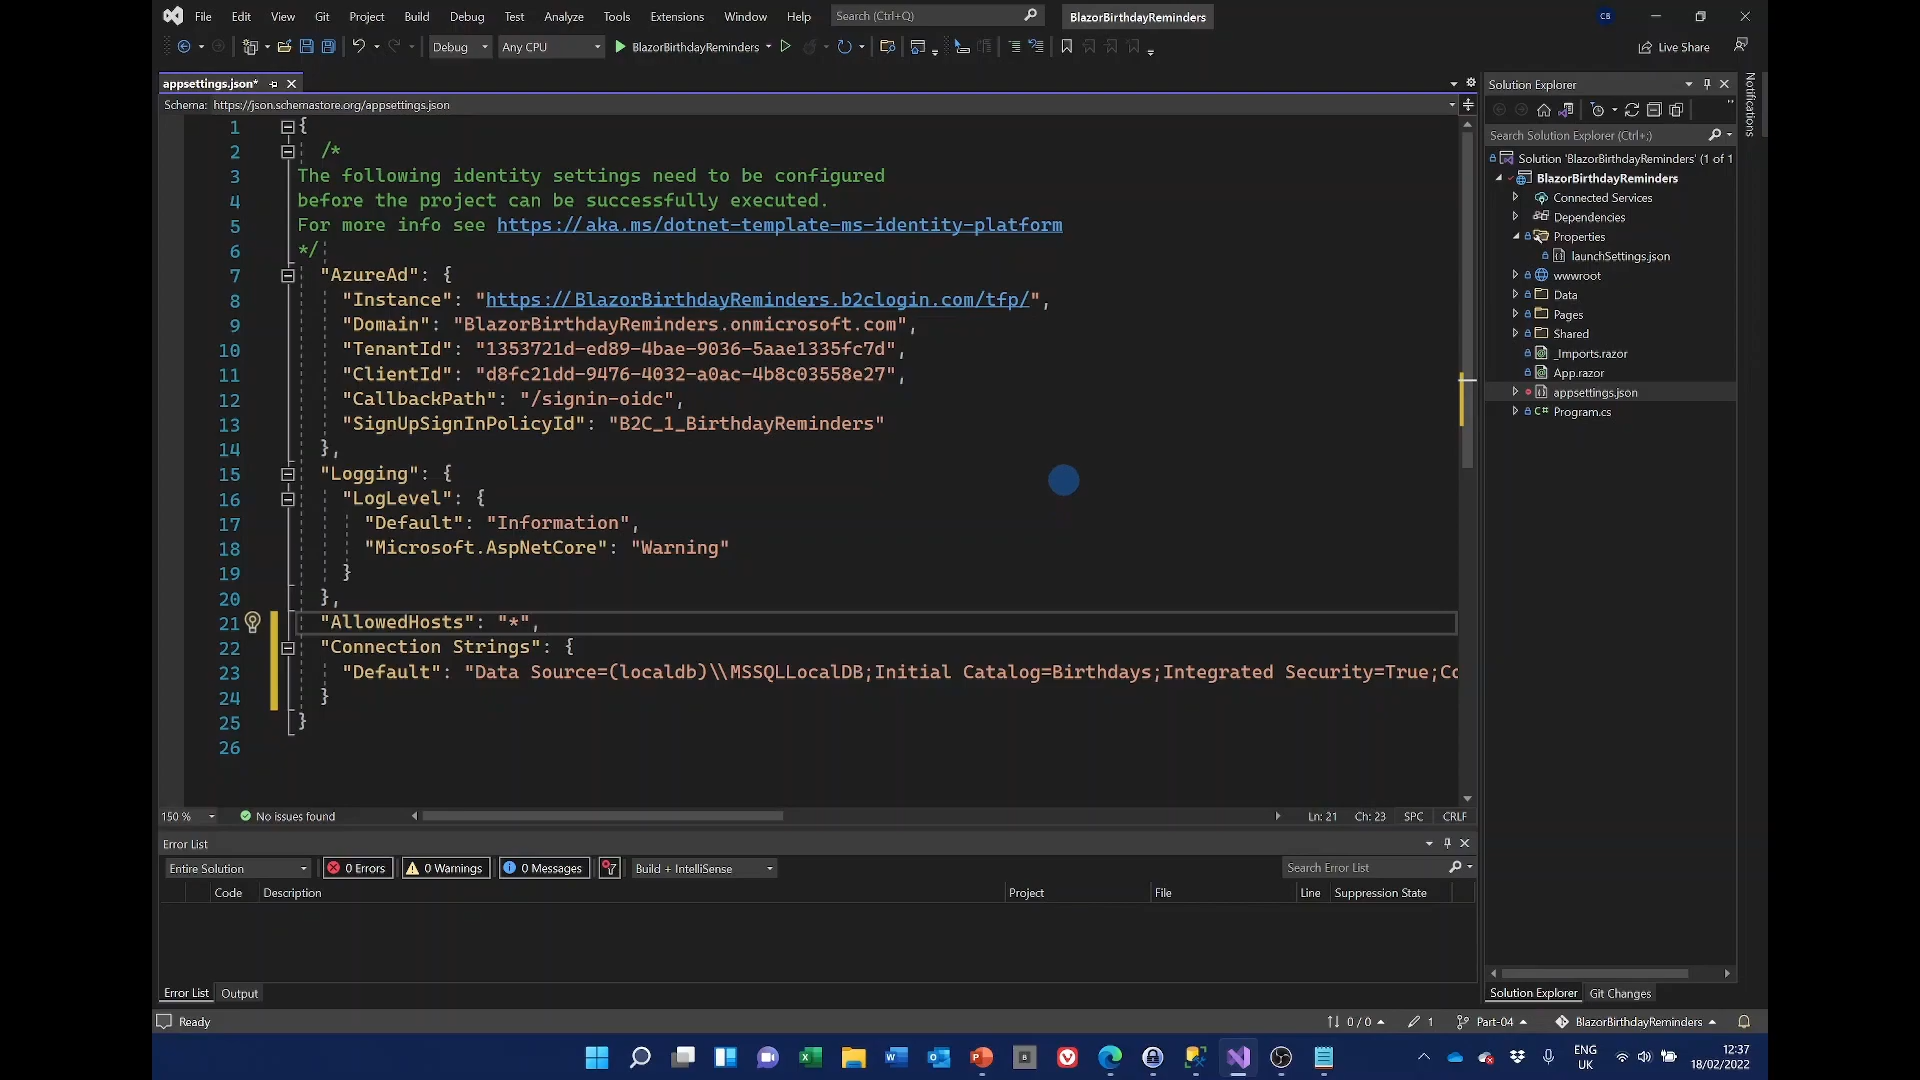 File Edit View Git Project Build Debug Test Analyze Tools Extensions Window Help Search (Ctrl+Q) BlazorBirthdayReminders CB
Debug Any CPU BlazorBirthdayReminders Live Share
appsettings.json*
Schema: https://json.schemastore.org/appsettings.json
1 {
2 /*
3 The following identity settings need to be configured
4 before the project can be successfully executed.
5 For more info see https://aka.ms/dotnet-template-ms-identity-platform
6 */
7 "AzureAd": {
8 "Instance": "https://BlazorBirthdayReminders.b2clogin.com/tfp/",
9 "Domain": "BlazorBirthdayReminders.onmicrosoft.com",
10 "TenantId": "1353721d-ed89-4bae-9036-5aae1335fc7d",
11 "ClientId": "d8fc21dd-9476-4032-a0ac-4b8c03558e27",
12 "CallbackPath": "/signin-oidc",
13 "SignUpSignInPolicyId": "B2C_1_BirthdayReminders"
14 },
15 "Logging": {
16 "LogLevel": {
17 "Default": "Information",
18 "Microsoft.AspNetCore": "Warning"
19 }
20 },
21 "AllowedHosts": "*",
22 "Connection Strings": {
23 "Default": "Data Source=(localdb)\\MSSQLLocalDB;Initial Catalog=Birthdays;Integrated Security=True;Co
24 }
25 }
26
150 % No issues found Ln: 21 Ch: 23 SPC CRLF
Error List
Entire Solution 0 Errors 0 Warnings 0 Messages Build + IntelliSense Search Error List
Code Description Project File Line Suppression State
Error List Output
Solution Explorer
Search Solution Explorer (Ctrl+;)
Solution 'BlazorBirthdayReminders' (1 of 1
BlazorBirthdayReminders
Connected Services
Dependencies
Properties
launchSettings.json
wwwroot
Data
Pages
Shared
_Imports.razor
App.razor
appsettings.json
C# Program.cs
Solution Explorer Git Changes
Notifications
Ready 0 / 0 1 Part-04 BlazorBirthdayReminders
ENG
UK
12:37
18/02/2022